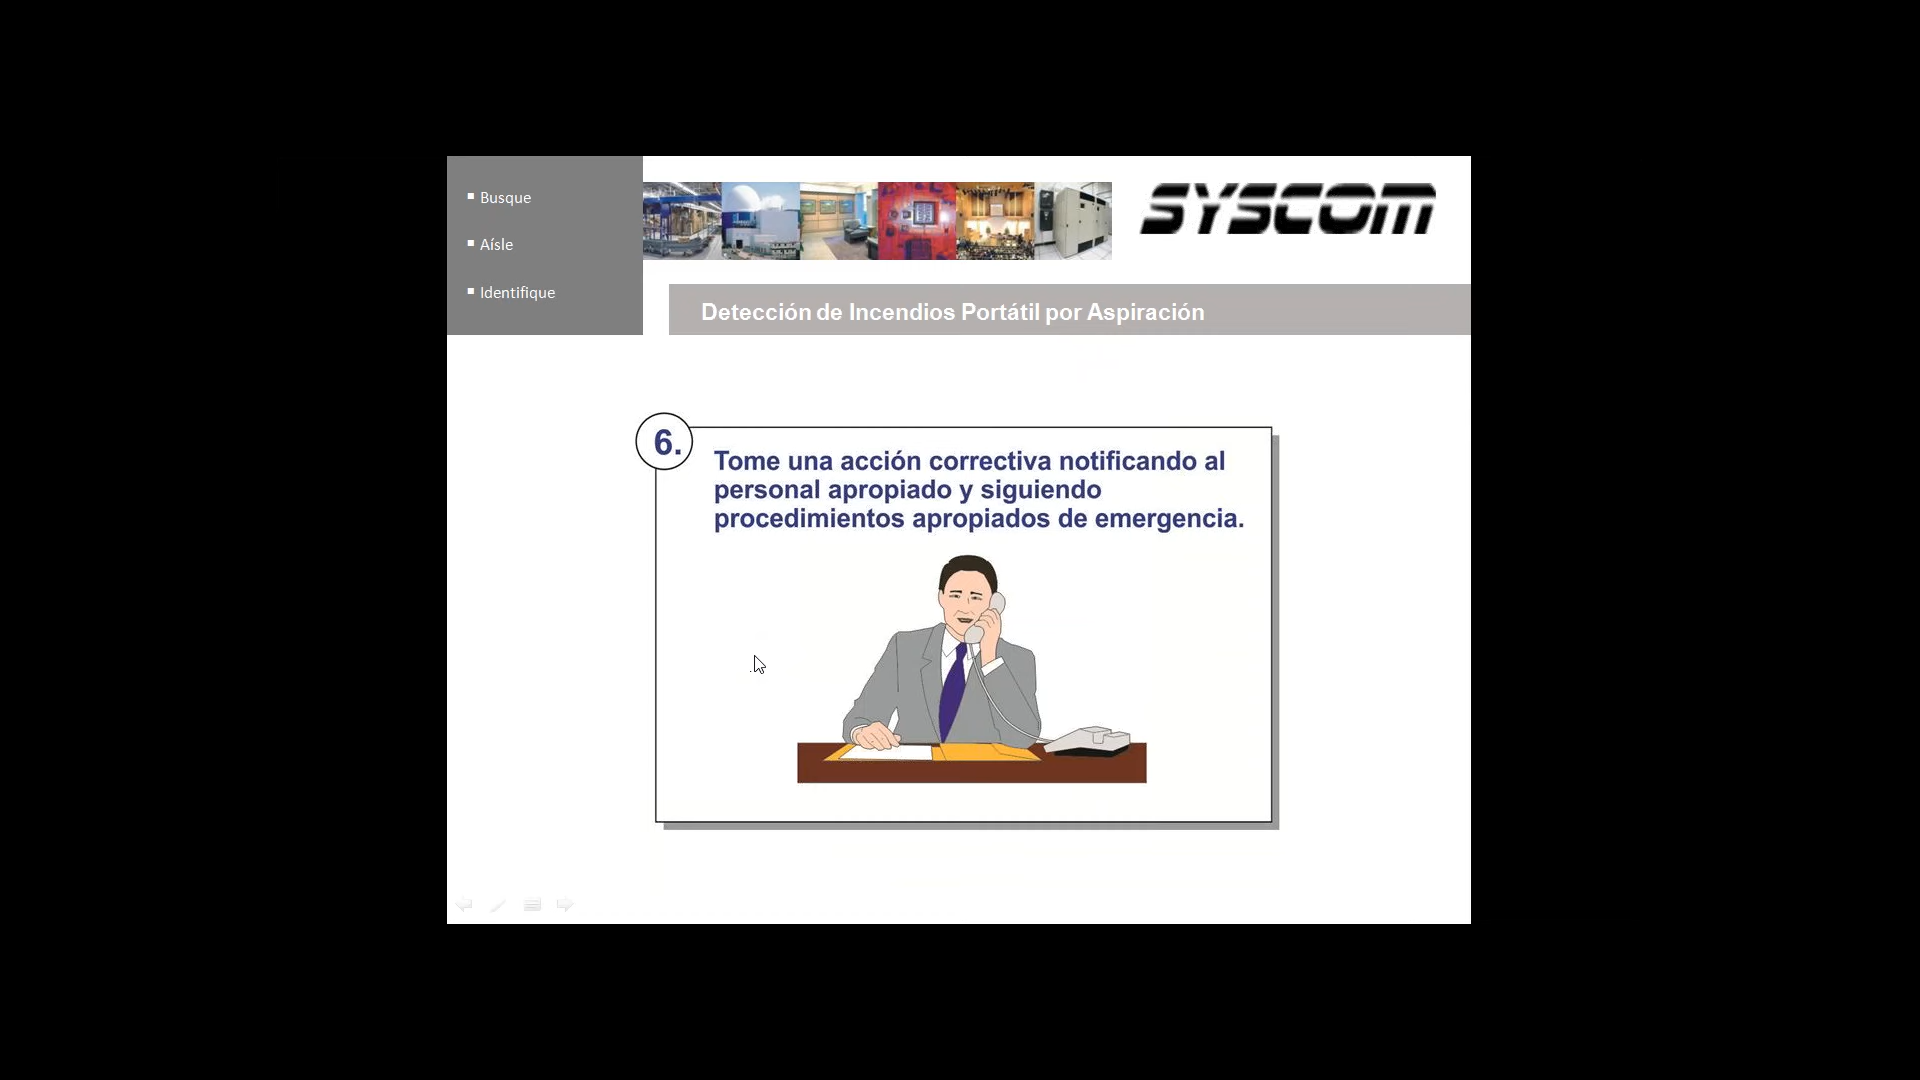 ▪ Busque
▪ Aísle
▪ Identifique
SYSCOM
Detección de Incendios Portátil por Aspiración
6.
Tome una acción correctiva notificando al
personal apropiado y siguiendo
procedimientos apropiados de emergencia.